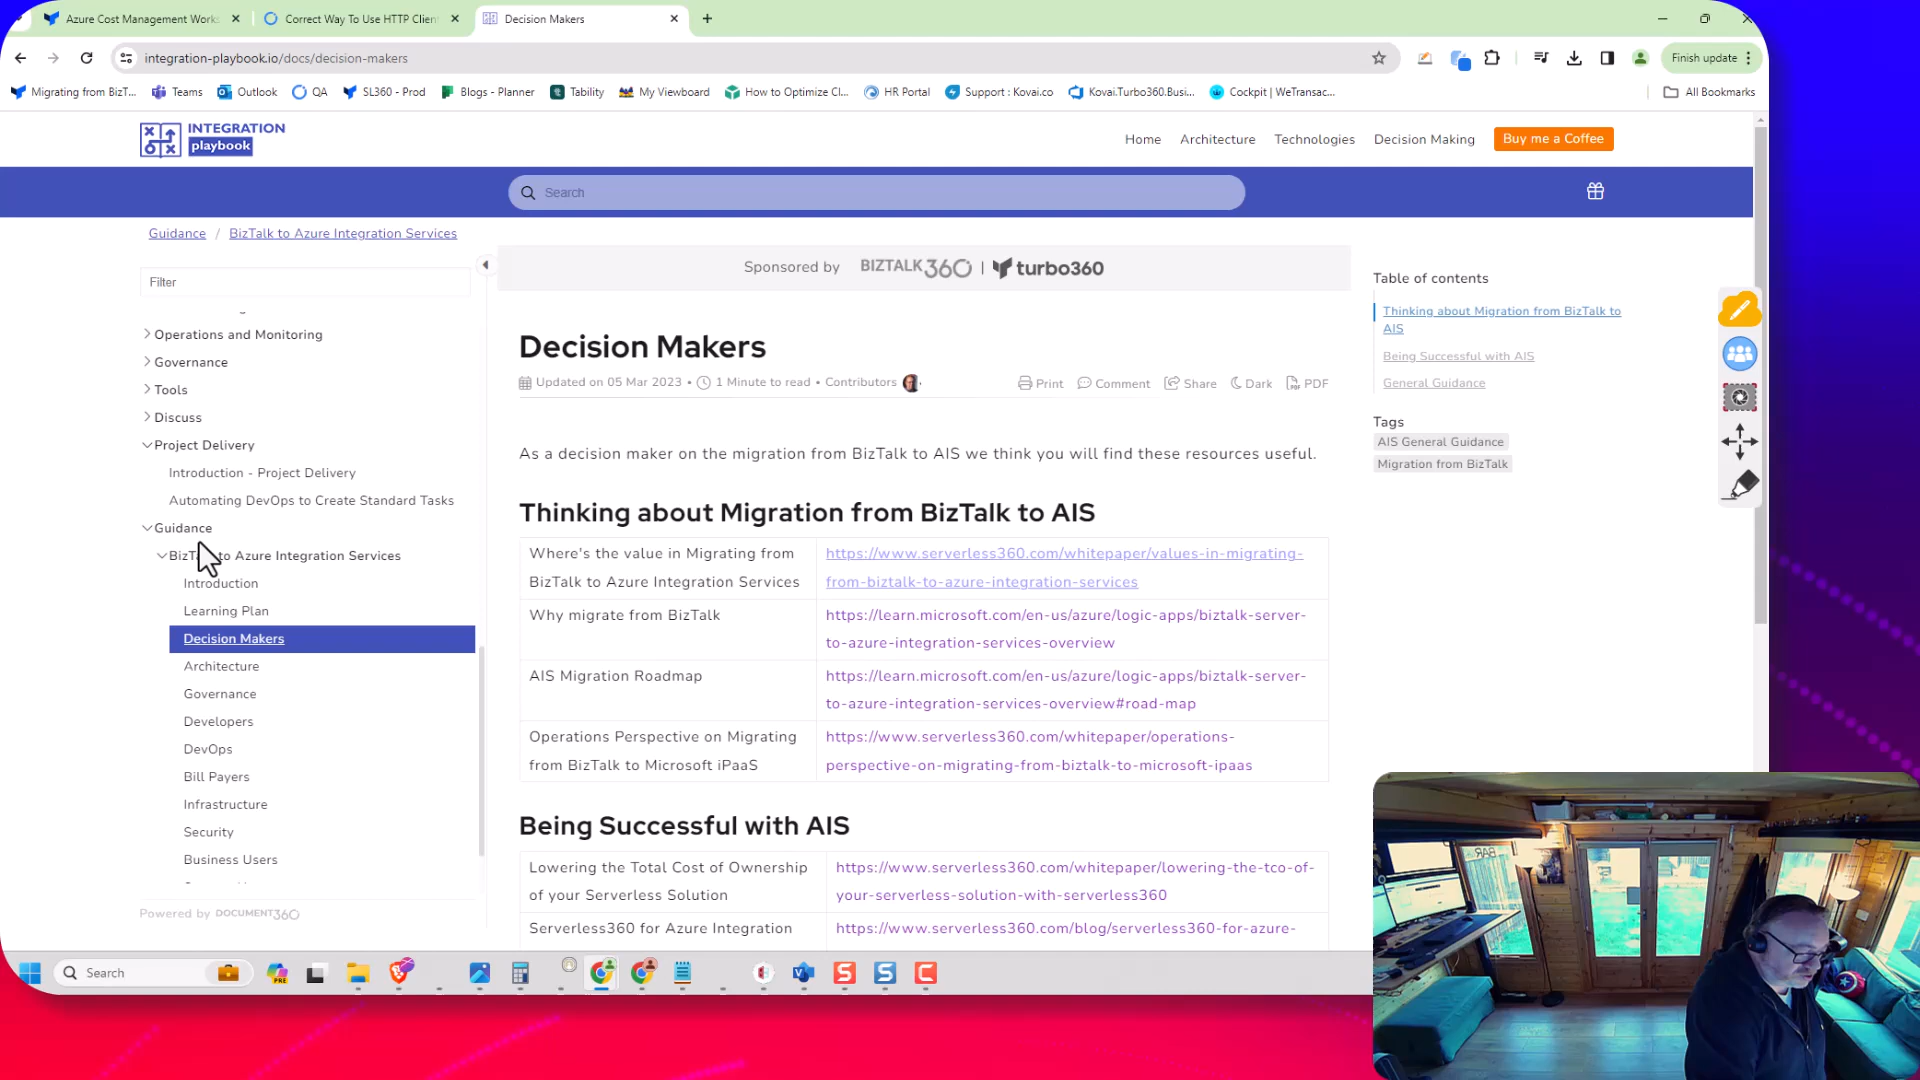 Azure Cost Management Works
Correct Way To Use HTTP Clien
Decision Makers
integration-playbook.io/docs/decision-makers
Finish update
Migrating from BizT...
Teams
Outlook
QA
SL360 - Prod
Blogs - Planner
Tability
My Viewboard
How to Optimize Cl...
HR Portal
Support : Kovai.co
Kovai.Turbo360.Busi...
Cockpit | WeTransac...
All Bookmarks
INTEGRATION
playbook
Home
Architecture
Technologies
Decision Making
Buy me a Coffee
Search
Guidance / BizTalk to Azure Integration Services
Filter
Operations and Monitoring
Governance
Tools
Discuss
Project Delivery
Introduction - Project Delivery
Automating DevOps to Create Standard Tasks
Guidance
to Azure Integration Services
Introduction
Learning Plan
Decision Makers
Architecture
Governance
Developers
DevOps
Bill Payers
Infrastructure
Security
Business Users
Powered by DOCUMENT360
Sponsored by BIZTALK360 | turbo360
Decision Makers
Updated on 05 Mar 2023 • 1 Minute to read • Contributors
Print
Comment
Share
Dark
PDF
As a decision maker on the migration from BizTalk to AIS we think you will find these resources useful.
Thinking about Migration from BizTalk to AIS
Where's the value in Migrating from
BizTalk to Azure Integration Services
https://www.serverless360.com/whitepaper/values-in-migrating-
from-biztalk-to-azure-integration-services
Why migrate from BizTalk
https://learn.microsoft.com/en-us/azure/logic-apps/biztalk-server-
to-azure-integration-services-overview
AIS Migration Roadmap
https://learn.microsoft.com/en-us/azure/logic-apps/biztalk-server-
to-azure-integration-services-overview#road-map
Operations Perspective on Migrating
from BizTalk to Microsoft iPaaS
https://www.serverless360.com/whitepaper/operations-
perspective-on-migrating-from-biztalk-to-microsoft-ipaas
Being Successful with AIS
Lowering the Total Cost of Ownership
of your Serverless Solution
https://www.serverless360.com/whitepaper/lowering-the-tco-of-
your-serverless-solution-with-serverless360
Serverless360 for Azure Integration
https://www.serverless360.com/blog/serverless360-for-azure-
Table of contents
Thinking about Migration from BizTalk to
AIS
Being Successful with AIS
General Guidance
Tags
AIS General Guidance
Migration from BizTalk
Search
PRE
BAR